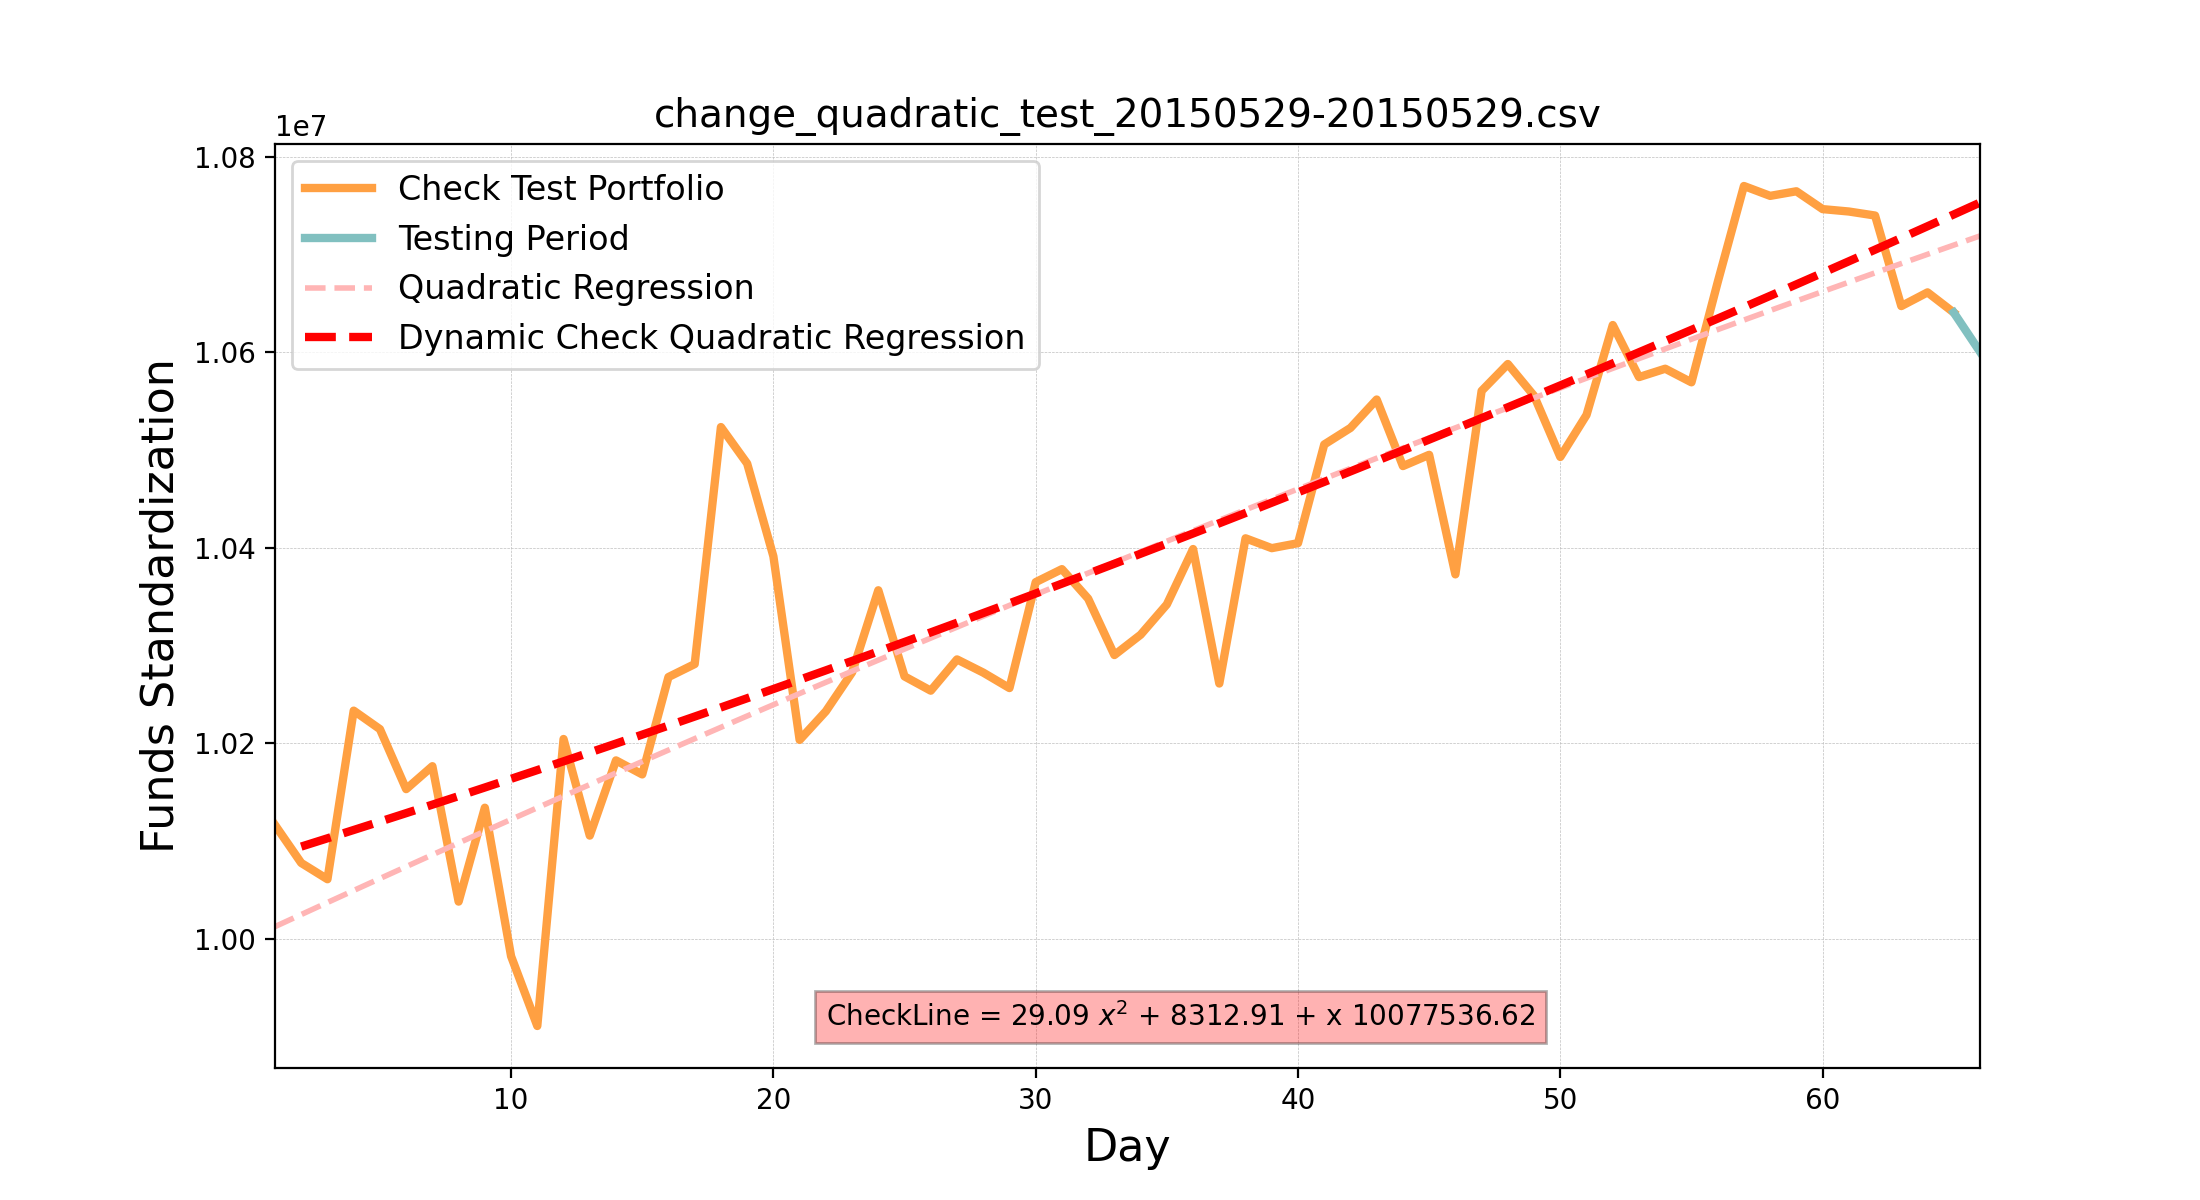 change_quadratic_test_20150529-20150529.csv
1e7
1.08
1.06
1.04
1.02
1.00
Funds Standardization
Check Test Portfolio
Testing Period
Quadratic Regression
Dynamic Check Quadratic Regression
CheckLine = 29.09 x² + 8312.91 + x 10077536.62
10 20 30 40 50 60
Day